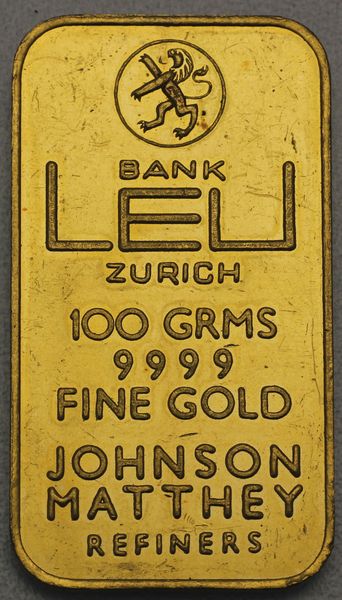 BANK
LEU
ZURICH
100 GRMS
9999
FINE GOLD
JOHNSON
MATTHEY
REFINERS